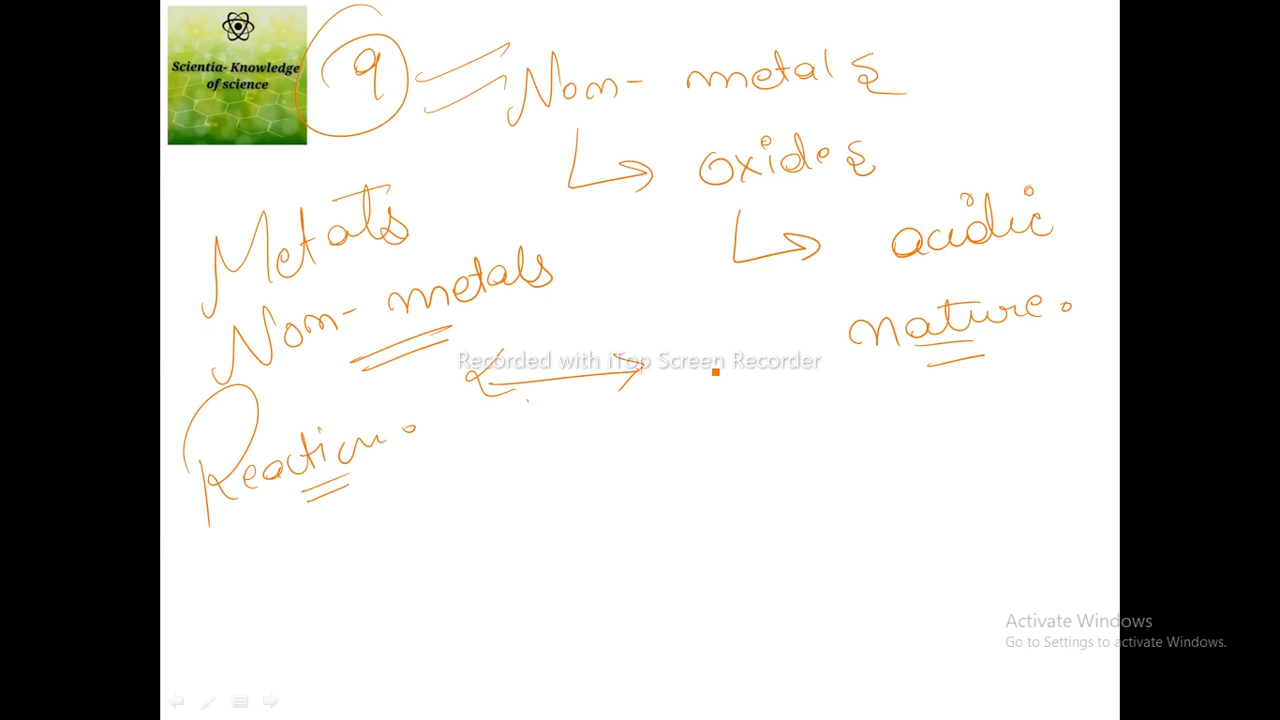 Scientia- Knowledge
of science
9
Non- metals
oxides
acidic
nature.
Metals
Non- metals
Reaction.
Recorded with iTop Screen Recorder
Activate Windows
Go to Settings to activate Windows.